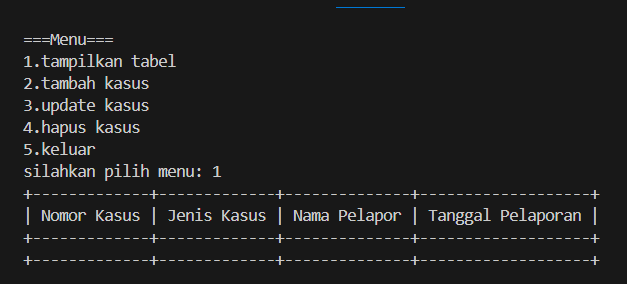 ===Menu===
1.tampilkan tabel
2.tambah kasus
3.update kasus
4.hapus kasus
5.keluar
silahkan pilih menu: 1
+-------------+-------------+--------------+-------------------+
| Nomor Kasus | Jenis Kasus | Nama Pelapor | Tanggal Pelaporan |
+-------------+-------------+--------------+-------------------+
+-------------+-------------+--------------+-------------------+